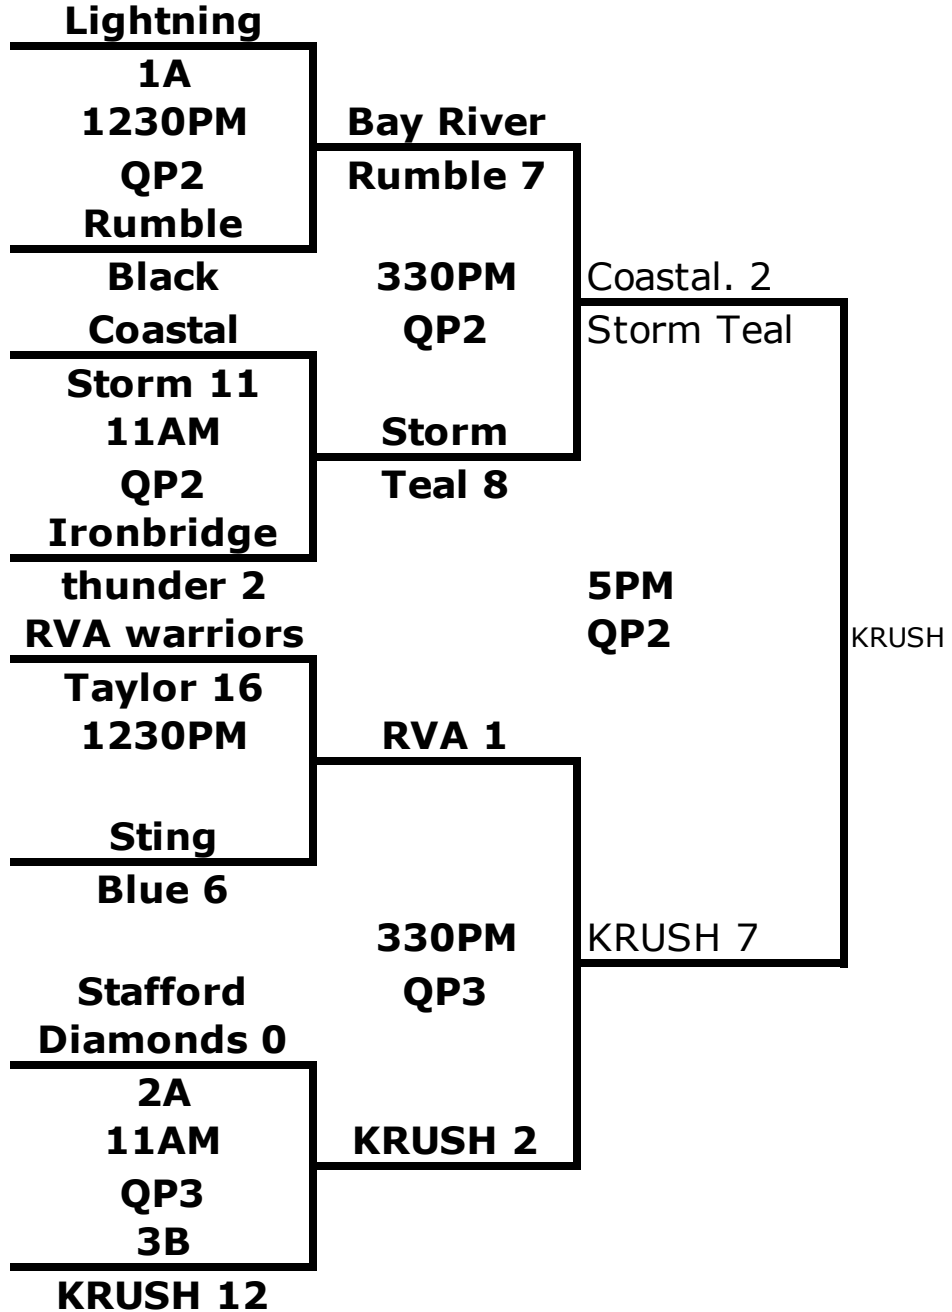 Lightning
1A
1230PM
QP2
Rumble
Black
Coastal
Storm 11
11AM
QP2
Ironbridge
thunder 2
RVA warriors
Taylor 16
1230PM
Sting
Blue 6
Stafford
Diamonds 0
2A
11AM
QP3
3B
KRUSH 12
Bay River
Rumble 7
330PM
QP2
Storm
Teal 8
RVA 1
330PM
QP3
KRUSH 2
Coastal. 2
Storm Teal
5PM
QP2
KRUSH 7
KRUSH